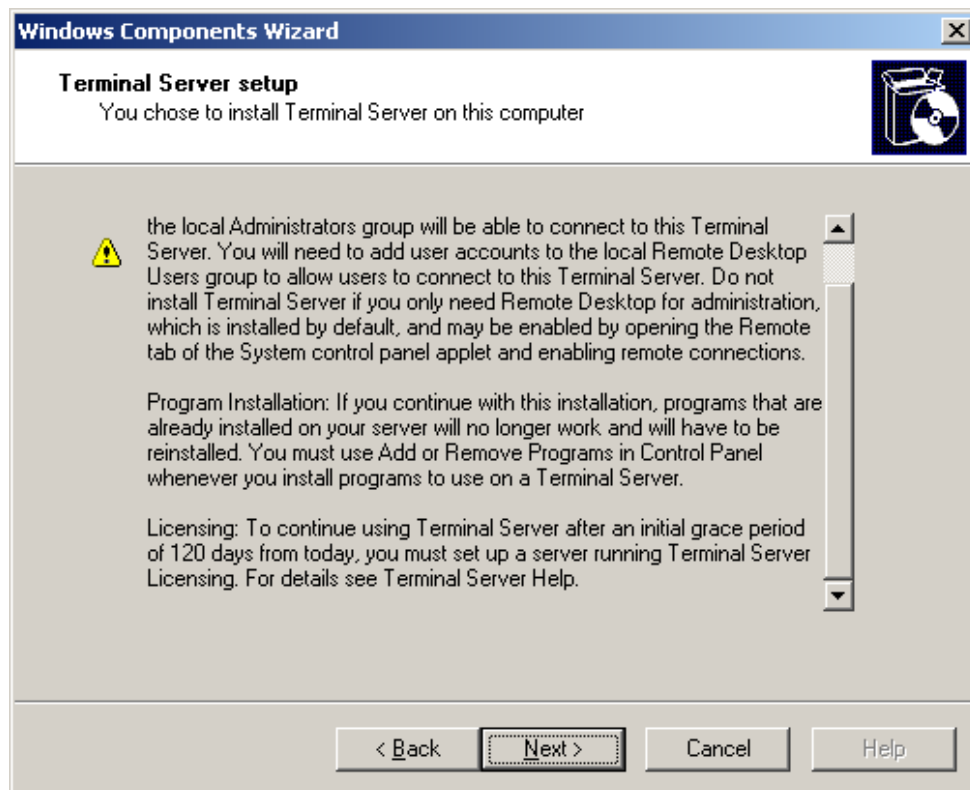 Windows Components Wizard
Terminal Server setup
You chose to install Terminal Server on this computer
the local Administrators group will be able to connect to this Terminal
Server. You will need to add user accounts to the local Remote Desktop
Users group to allow users to connect to this Terminal Server. Do not
install Terminal Server if you only need Remote Desktop for administration,
which is installed by default, and may be enabled by opening the Remote
tab of the System control panel applet and enabling remote connections.
Program Installation: If you continue with this installation, programs that are
already installed on your server will no longer work and will have to be
reinstalled. You must use Add or Remove Programs in Control Panel
whenever you install programs to use on a Terminal Server.
Licensing: To continue using Terminal Server after an initial grace period
of 120 days from today, you must set up a server running Terminal Server
Licensing. For details see Terminal Server Help.
< Back Next > Cancel Help